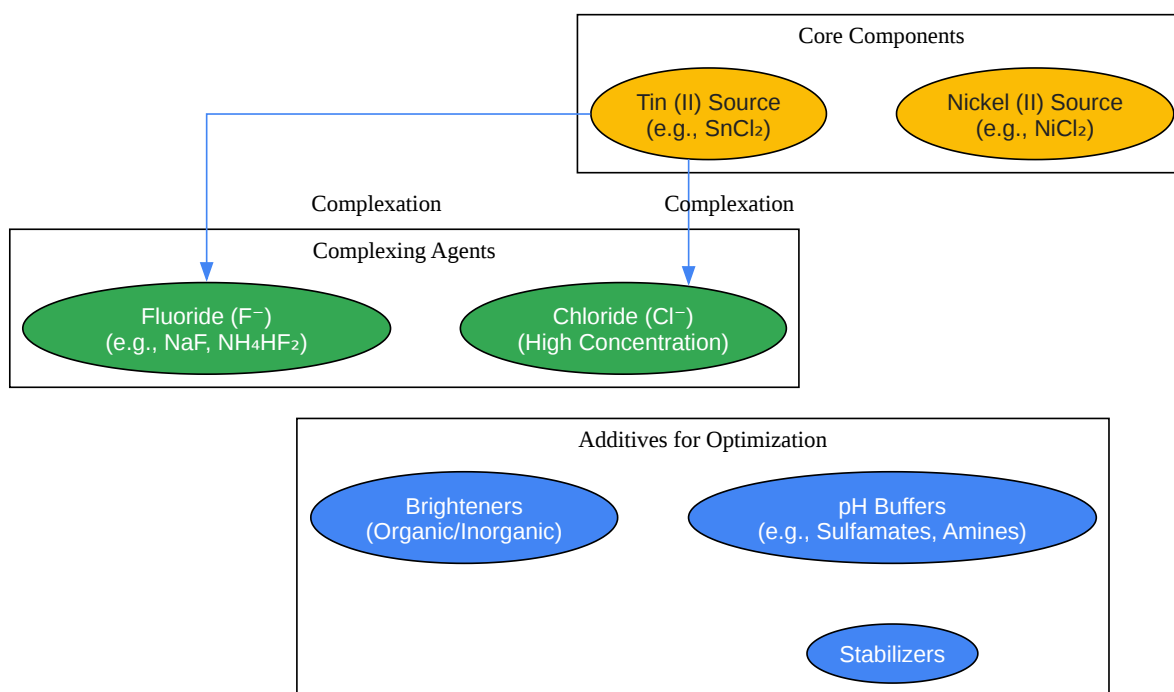 Core Components
Tin (II) Source
(e.g., SnCl₂)
Nickel (II) Source
(e.g., NiCl₂)
Complexation
Complexation
Complexing Agents
Fluoride (F⁻)
(e.g., NaF, NH₄HF₂)
Chloride (Cl⁻)
(High Concentration)
Additives for Optimization
Brighteners
(Organic/Inorganic)
pH Buffers
(e.g., Sulfamates, Amines)
Stabilizers